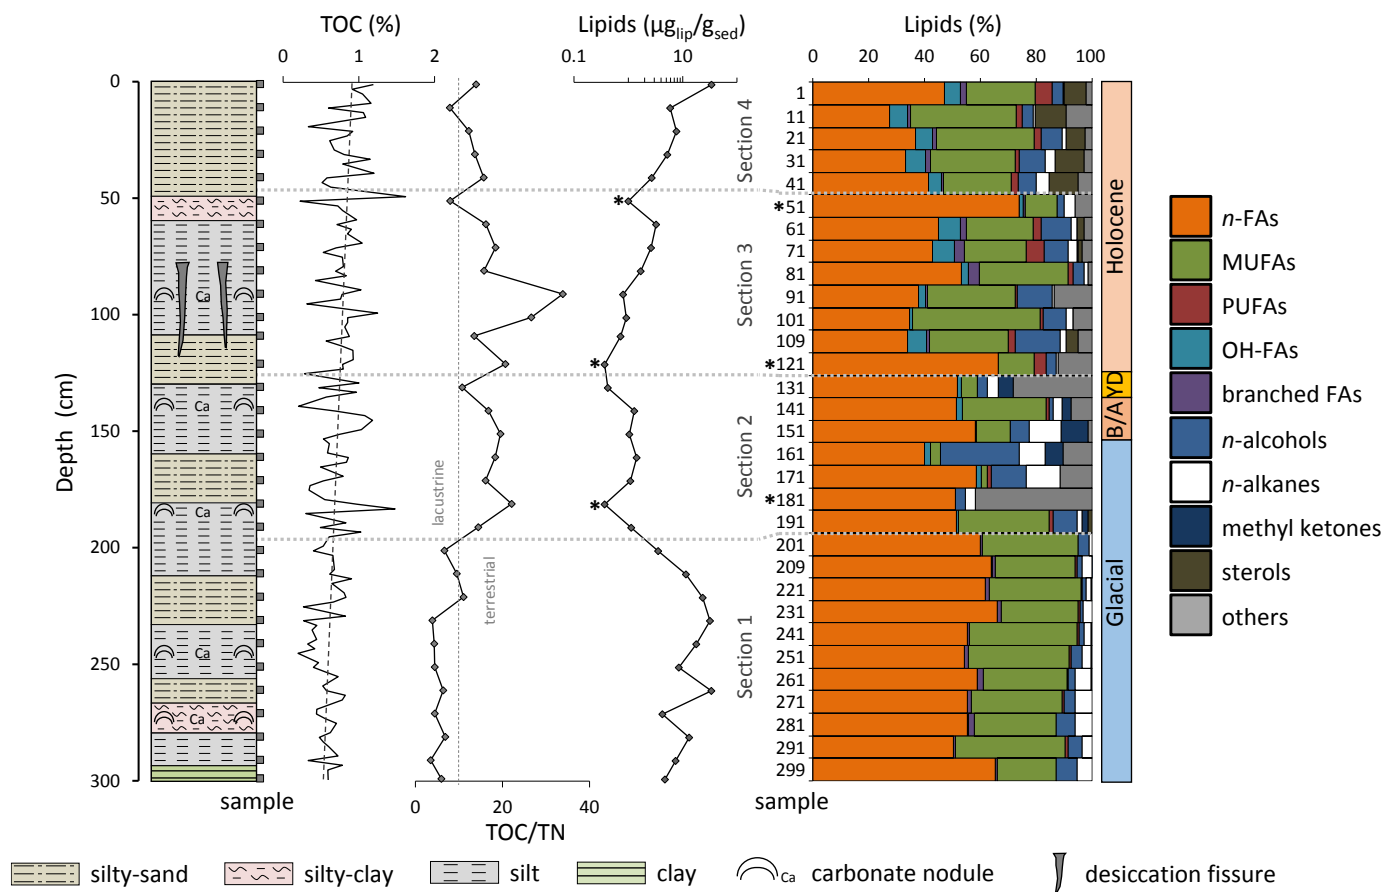 TOC (%)
Lipids (µglip/gsed)
Lipids (%)
0 1 2
0.1 10
0 20 40 60 80 100
Depth (cm)
0
50
100
150
200
250
300
Ca
Ca
Ca
Ca
Ca
sample
lacustrine
terrestrial
0 20 40
TOC/TN
Section 4
Section 3
Section 2
Section 1
*
*
*
1
11
21
31
41
*51
61
71
81
91
101
109
*121
131
141
151
161
171
*181
191
201
209
221
231
241
251
261
271
281
291
299
sample
Holocene
YD
B/A
Glacial
n-FAs
MUFAs
PUFAs
OH-FAs
branched FAs
n-alcohols
n-alkanes
methyl ketones
sterols
others
silty-sand
silty-clay
silt
clay
Ca carbonate nodule
desiccation fissure